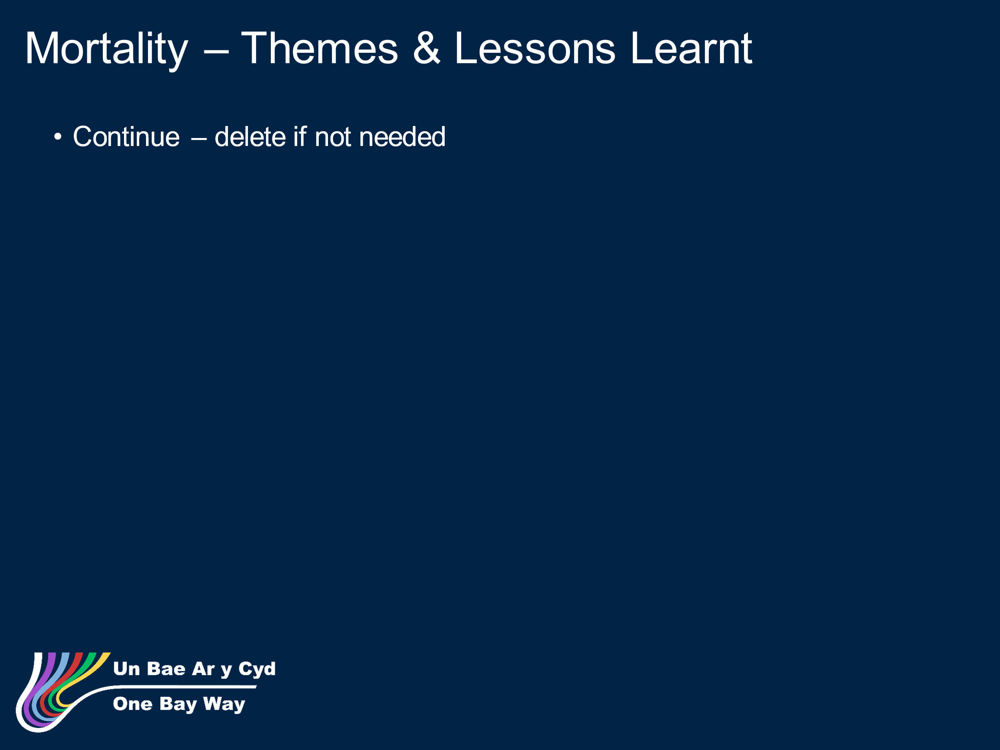 Mortality – Themes & Lessons Learnt
• Continue – delete if not needed
Un Bae Ar y Cyd
One Bay Way